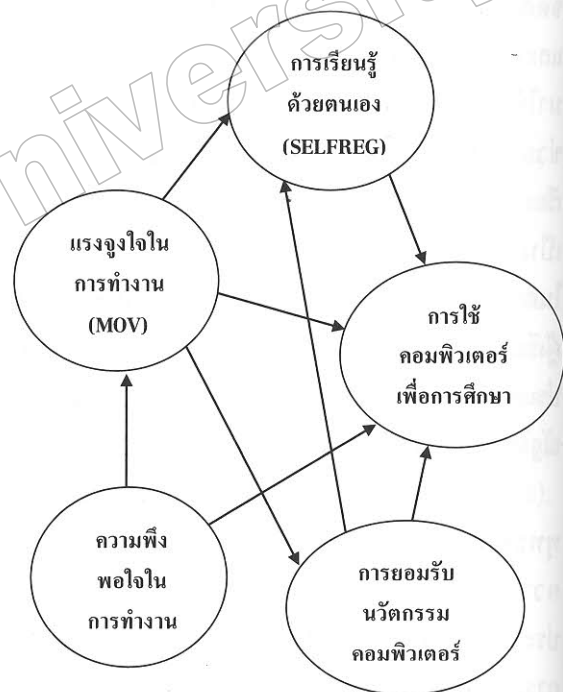 การเรียนรู้
ด้วยตนเอง
(SELFREG)
แรงจูงใจใน
การทำงาน
(MOV)
การใช้
คอมพิวเตอร์
เพื่อการศึกษา
ความพึง
พอใจใน
การทำงาน
การยอมรับ
นวัตกรรม
คอมพิวเตอร์